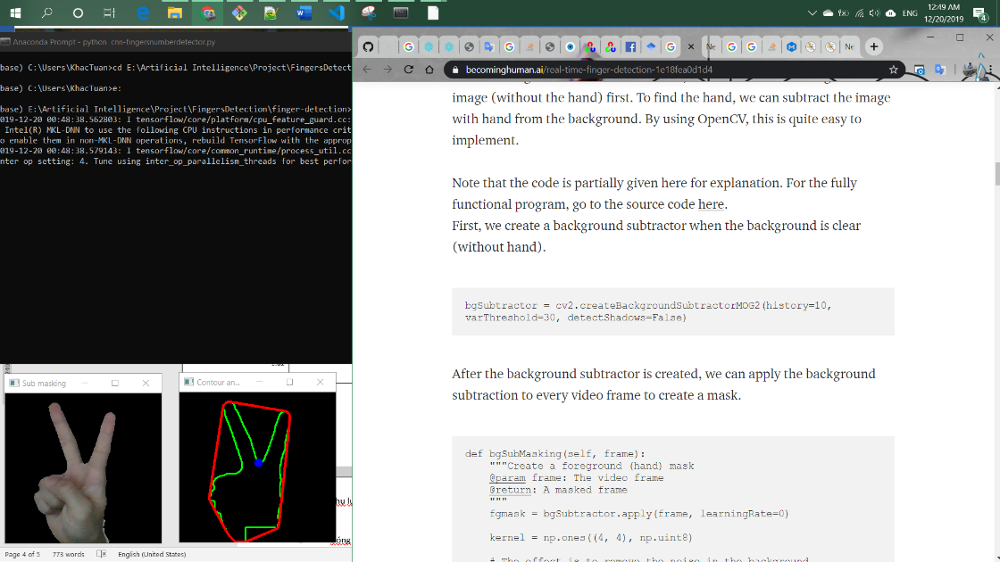 12:49 AM
ENG
12/20/2019
4
Anaconda Prompt - python cnn-fingersnumberdetector.py
base) C:\Users\KhacTuan>cd E:\Artificial Intelligence\Project\FingersDetect
base) C:\Users\KhacTuan>e:
base) E:\Artificial Intelligence\Project\FingersDetection\finger-detection>
019-12-20 00:48:38.562803: I tensorflow/core/platform/cpu_feature_guard.cc:
Intel(R) MKL-DNN to use the following CPU instructions in performance crit
o enable them in non-MKL-DNN operations, rebuild TensorFlow with the approp
019-12-20 00:48:38.579143: I tensorflow/core/common_runtime/process_util.cc
nter op setting: 4. Tune using inter_op_parallelism_threads for best perfor
Sub masking
Contour an...
Page 4 of 5 773 words English (United States)
Ne
Ne
becominghuman.ai/real-time-finger-detection-1e18fea0d1d4
image (without the hand) first. To find the hand, we can subtract the image
with hand from the background. By using OpenCV, this is quite easy to
implement.
Note that the code is partially given here for explanation. For the fully
functional program, go to the source code here.
First, we create a background subtractor when the background is clear
(without hand).
bgSubtractor = cv2.createBackgroundSubtractorMOG2(history=10,
varThreshold=30, detectShadows=False)
After the background subtractor is created, we can apply the background
subtraction to every video frame to create a mask.
def bgSubMasking(self, frame):
"""Create a foreground (hand) mask
@param frame: The video frame
@return: A masked frame
"""
fgmask = bgSubtractor.apply(frame, learningRate=0)
kernel = np.ones((4, 4), np.uint8)
# The effect is to remove the noise in the background